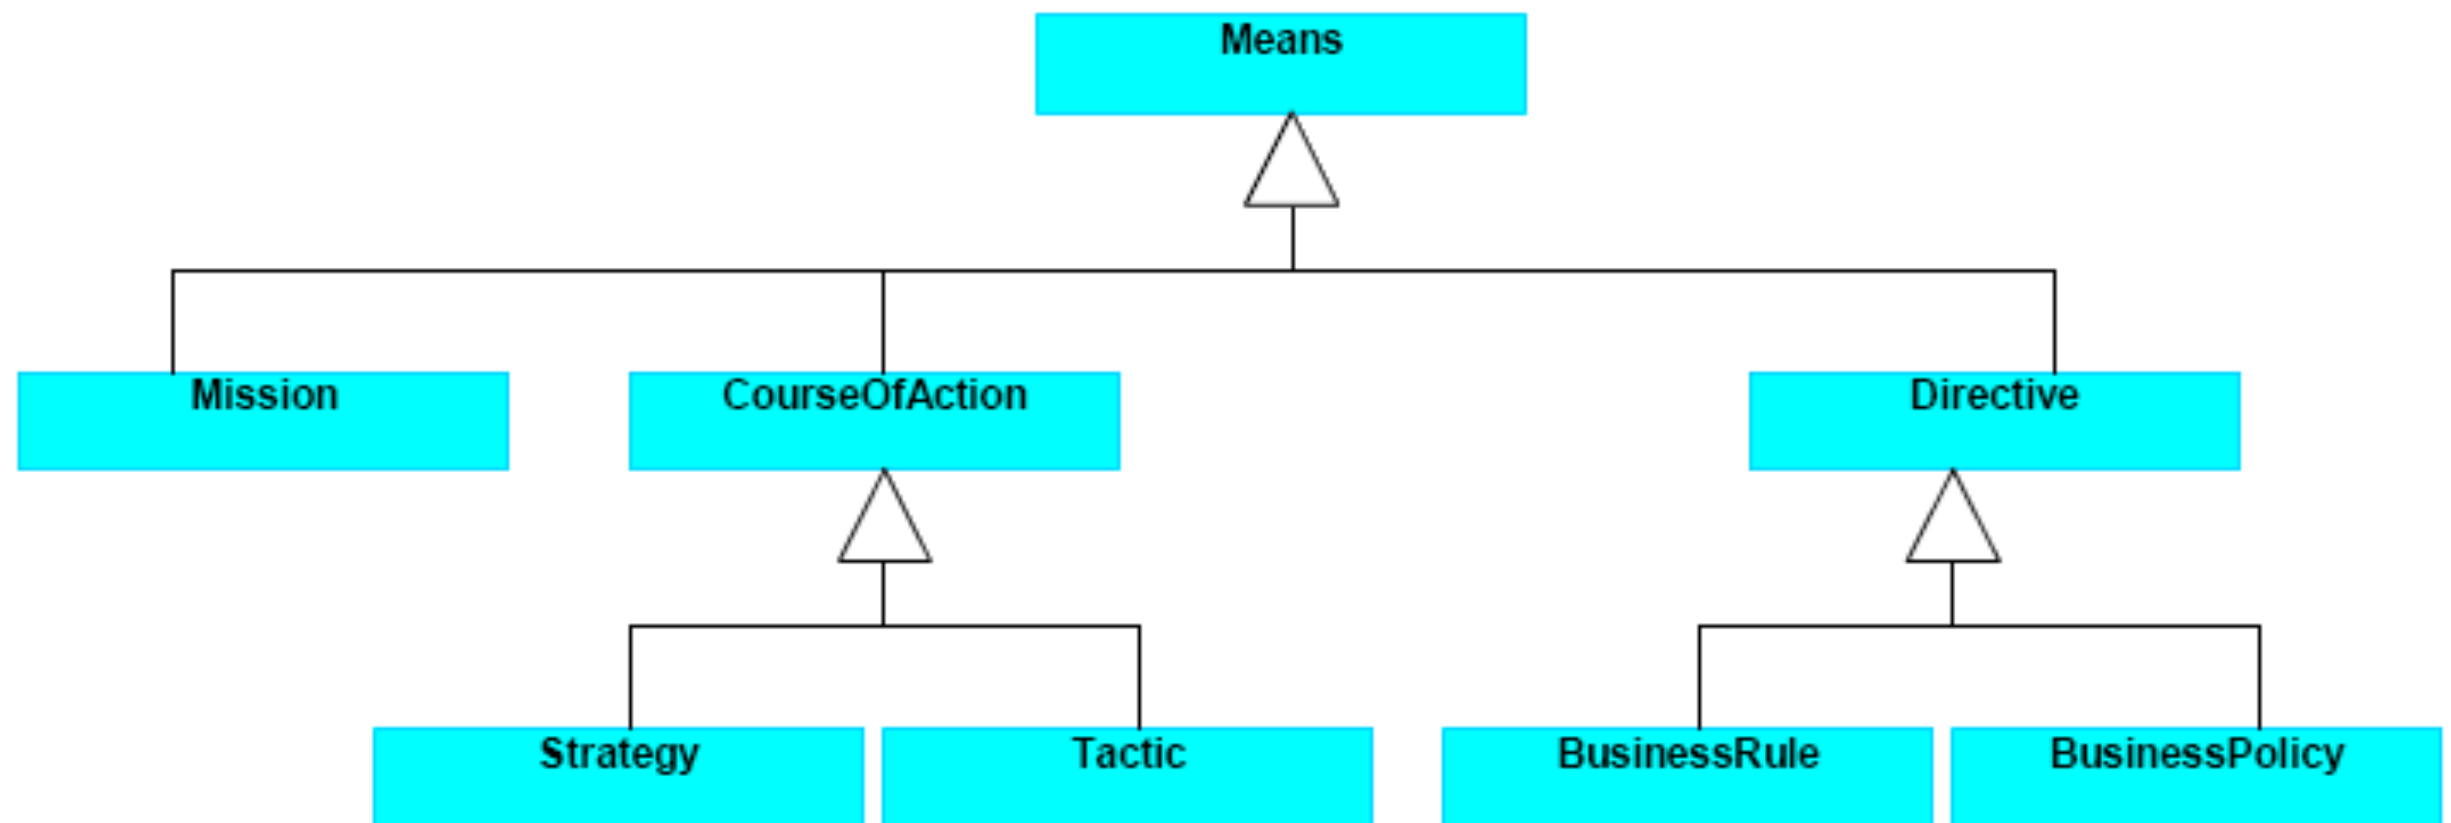 Means
Mission
CourseOfAction
Directive
Strategy
Tactic
BusinessRule
BusinessPolicy